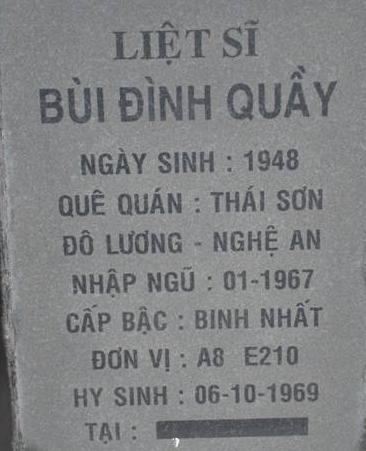 LIỆT SĨ
BÙI ĐÌNH QUẦY
NGÀY SINH : 1948
QUÊ QUÁN : THÁI SƠN
ĐÔ LƯƠNG - NGHỆ AN
NHẬP NGŨ : 01-1967
CẤP BẬC : BINH NHẤT
ĐƠN VỊ : A8 E210
HY SINH : 06-10-1969
TẠI :